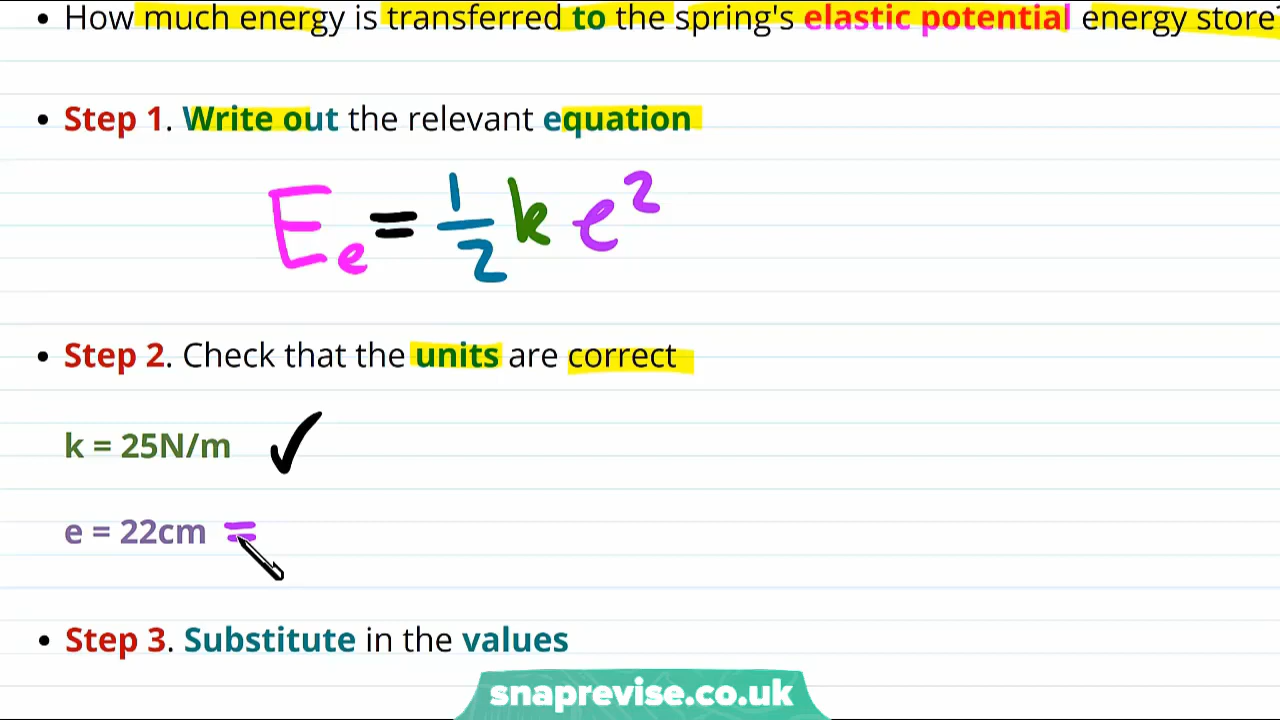 • How much energy is transferred to the spring's elastic potential energy store?
• Step 1. Write out the relevant equation
Eₑ = ½ k e²
• Step 2. Check that the units are correct
k = 25N/m ✓
e = 22cm =
• Step 3. Substitute in the values
snaprevise.co.uk